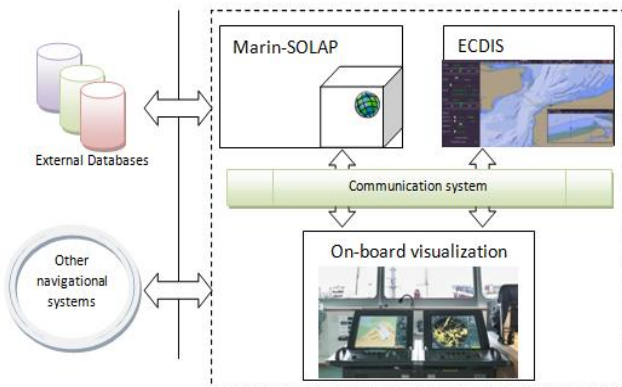 Marin-SOLAP
ECDIS
External Databases
Communication system
On-board visualization
Other
navigational
systems